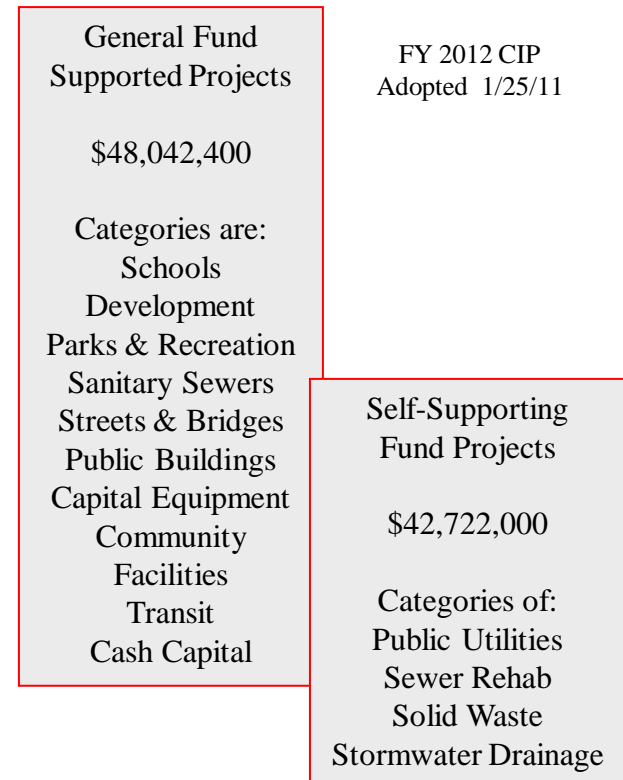 General Fund
Supported Projects
$48,042,400
Categories are:
Schools
Development
Parks & Recreation
Sanitary Sewers
Streets & Bridges
Public Buildings
Capital Equipment
Community
Facilities
Transit
Cash Capital
FY 2012 CIP
Adopted 1/25/11
Self-Supporting
Fund Projects
$42,722,000
Categories of:
Public Utilities
Sewer Rehab
Solid Waste
Stormwater Drainage